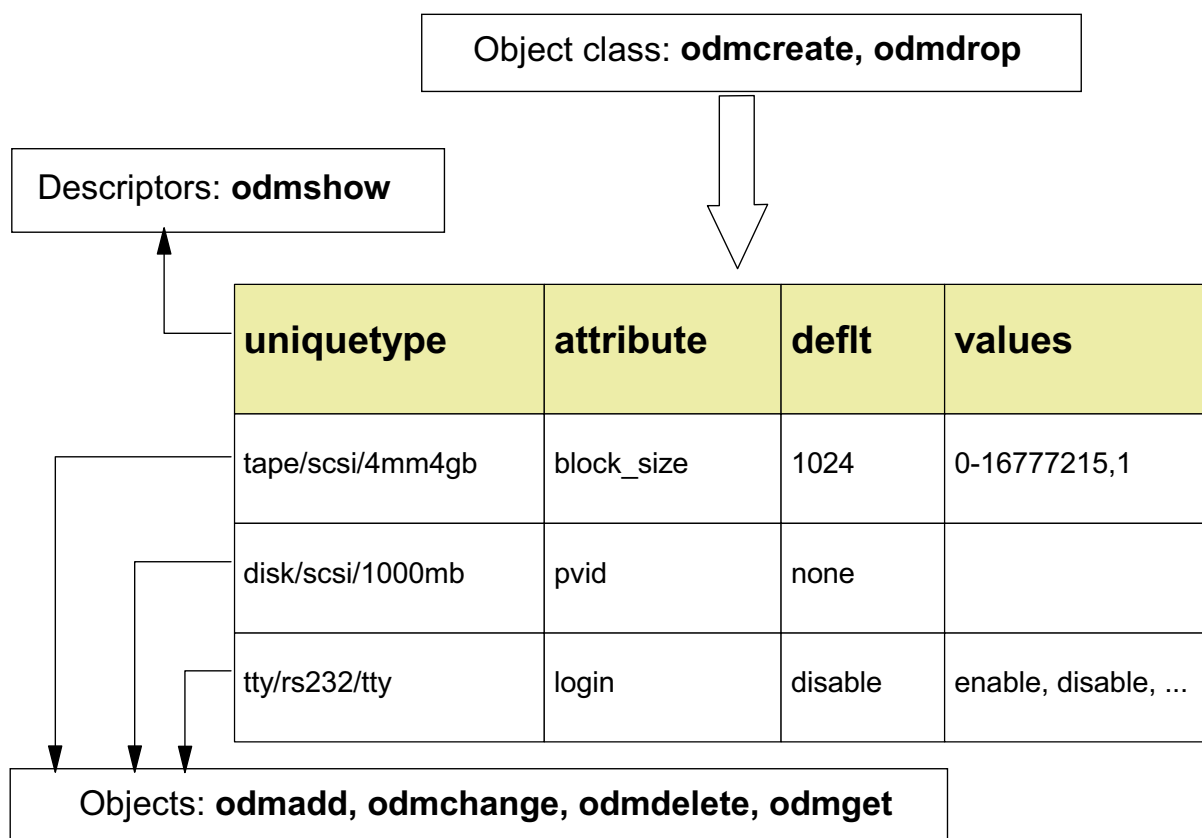 Object class: odmcreate, odmdrop
Descriptors: odmshow
uniquetype attribute deflt values
tape/scsi/4mm4gb block_size 1024 0-16777215,1
disk/scsi/1000mb pvid none
tty/rs232/tty login disable enable, disable, ...
Objects: odmadd, odmchange, odmdelete, odmget